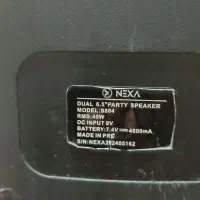 NEXA
DUAL 6.5" PARTY SPEAKER
MODEL: S804
RMS: 40W
DC INPUT 9V
BATTERY: 7.4V 4800mA
MADE IN PRC
S/N: NEXA292403162